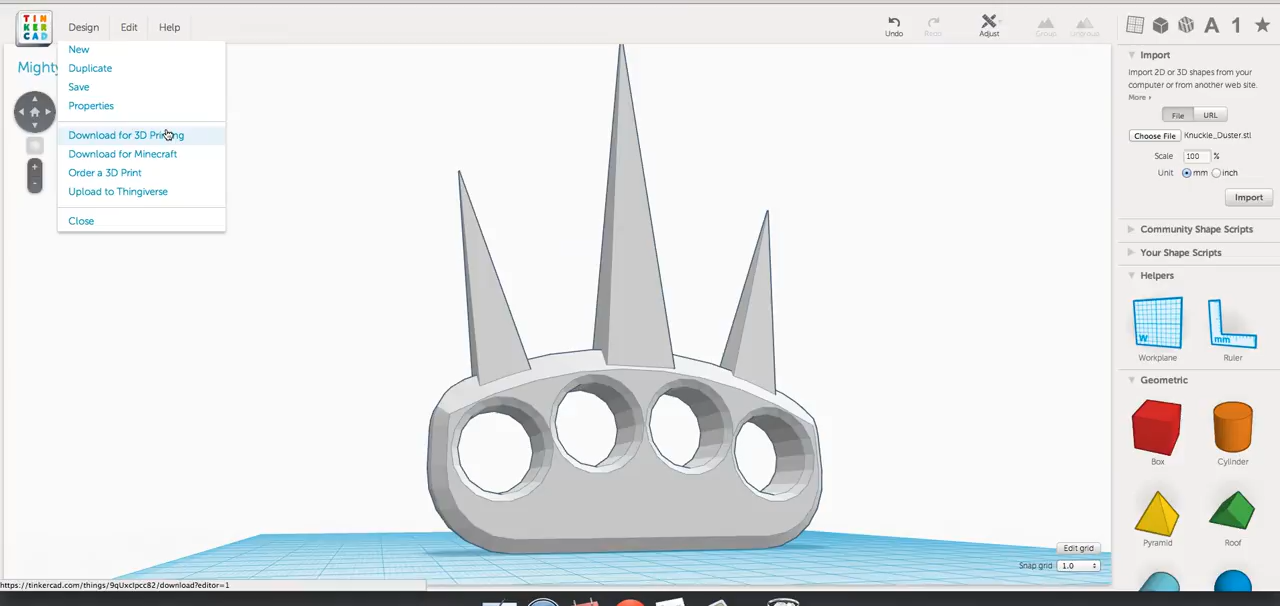 TIN
KER
CAD
Design
Edit
Help
Undo
Redo
Adjust
Group
Ungroup
A
1
Mighty
New
Duplicate
Save
Properties
Download for 3D Printing
Download for Minecraft
Order a 3D Print
Upload to Thingiverse
Close
Import
Import 2D or 3D shapes from your
computer or from another web site.
More ›
File
URL
Choose File
Knuckle_Duster.stl
Scale
100
%
Unit
mm
inch
Import
Community Shape Scripts
Your Shape Scripts
Helpers
W
mm
Workplane
Ruler
Geometric
Box
Cylinder
Pyramid
Roof
Edit grid
Snap grid
1.0
https://tinkercad.com/things/9qUxcIpcc82/download?editor=1